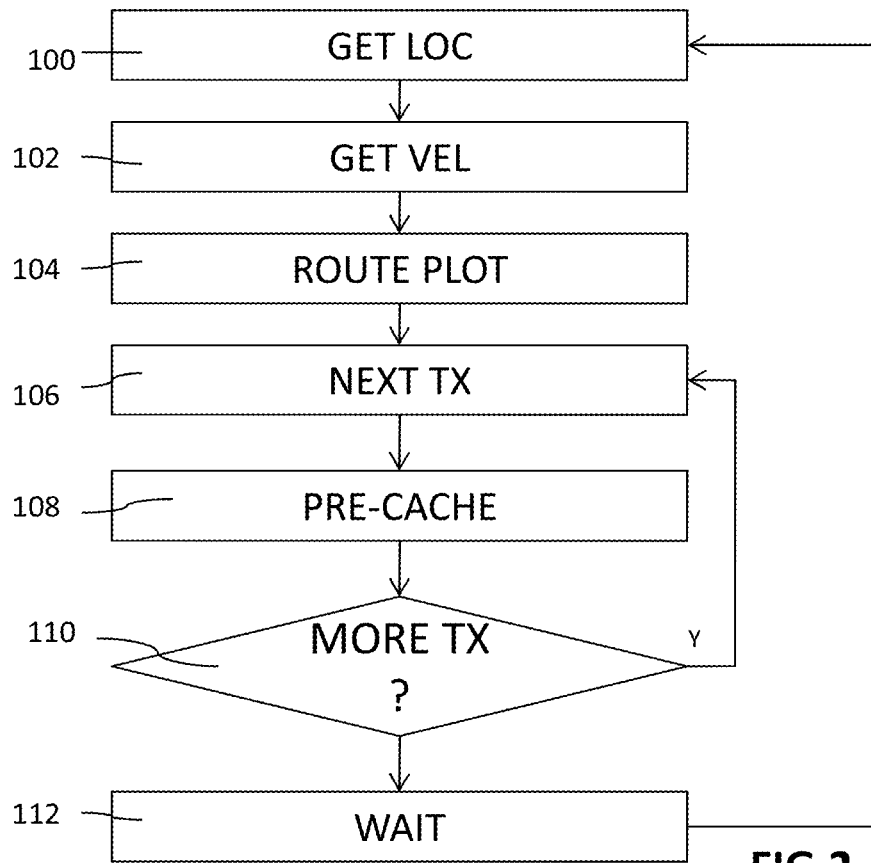 100 GET LOC
102 GET VEL
104 ROUTE PLOT
106 NEXT TX
108 PRE-CACHE
110 MORE TX
?
Y
112 WAIT